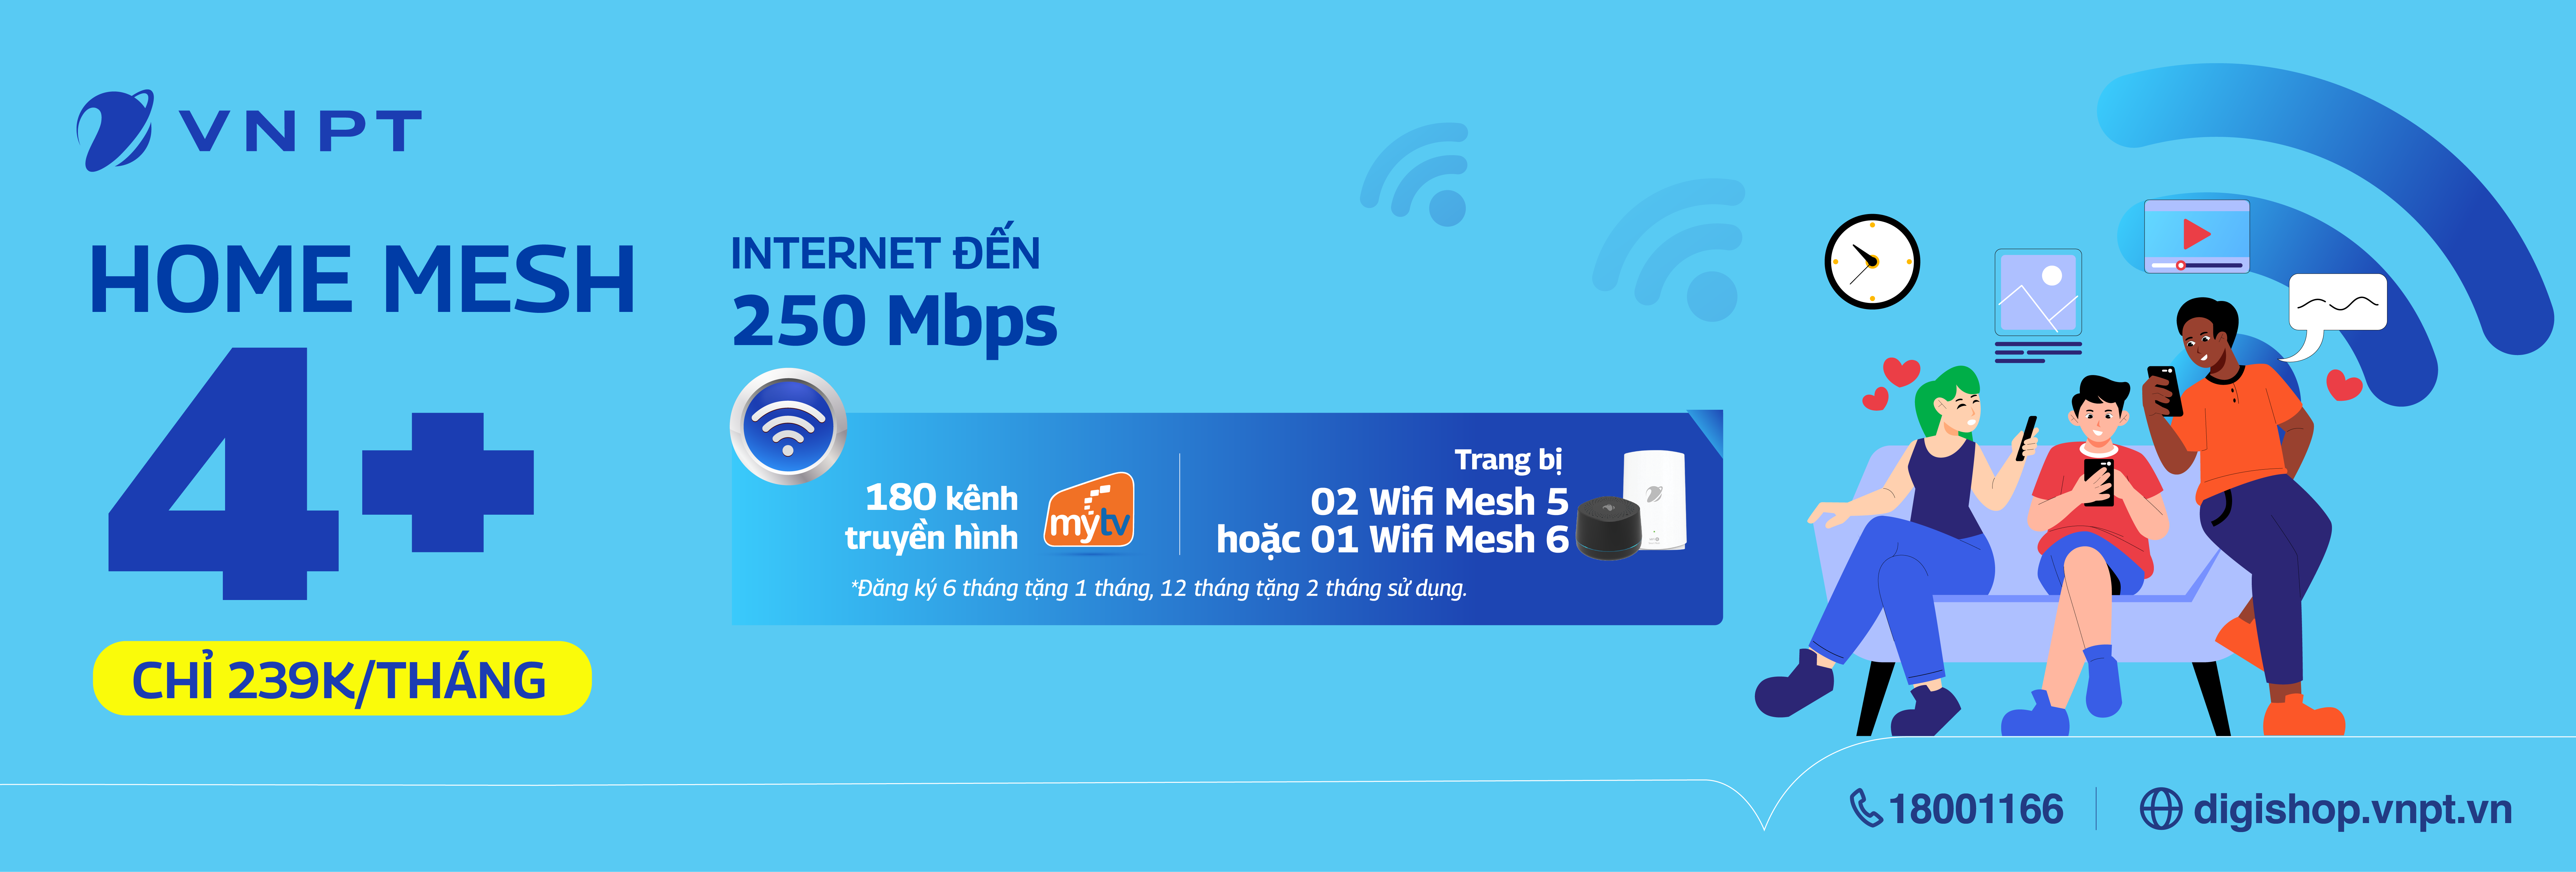 VNPT
HOME MESH
4+
CHỈ 239K/THÁNG
INTERNET ĐẾN
250 Mbps
180 kênh
truyền hình
mytv
Trang bị
02 Wifi Mesh 5
hoặc 01 Wifi Mesh 6
*Đăng ký 6 tháng tặng 1 tháng, 12 tháng tặng 2 tháng sử dụng.
18001166
digishop.vnpt.vn